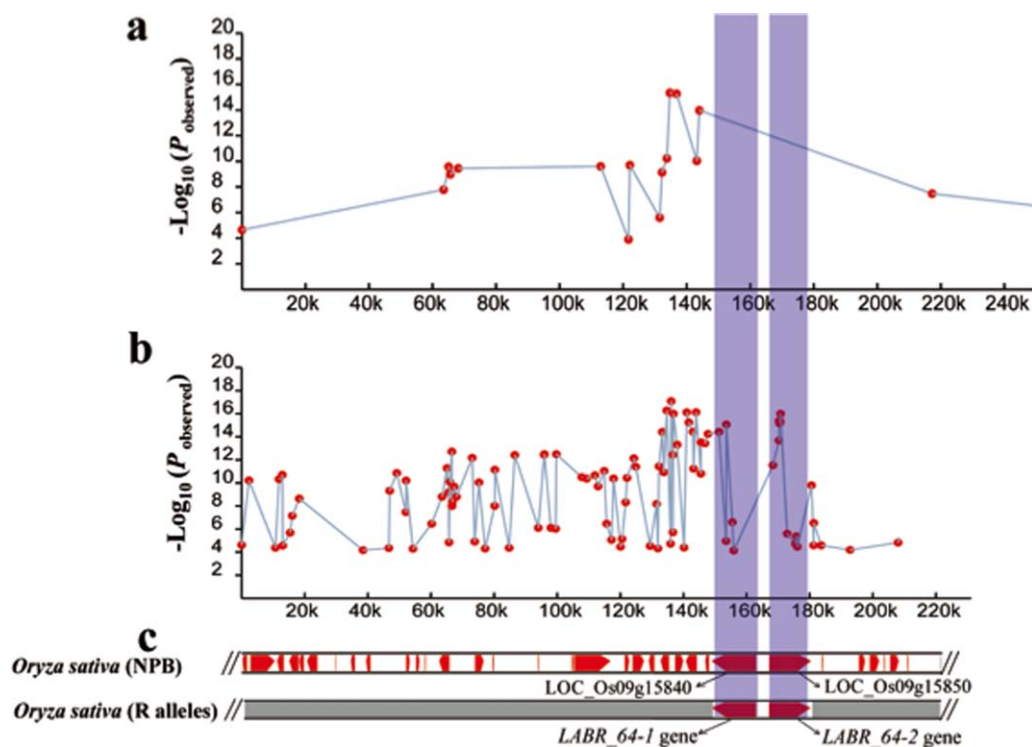 a
-Log10 (P observed)
20
18
16
14
12
10
8
6
4
2
20k 40k 60k 80k 100k 120k 140k 160k 180k 200k 220k 240k
b
-Log10 (P observed)
20
18
16
14
12
10
8
6
4
2
20k 40k 60k 80k 100k 120k 140k 160k 180k 200k 220k
c
Oryza sativa (NPB)
LOC_Os09g15840 LOC_Os09g15850
Oryza sativa (R alleles)
LABR_64-1 gene LABR_64-2 gene